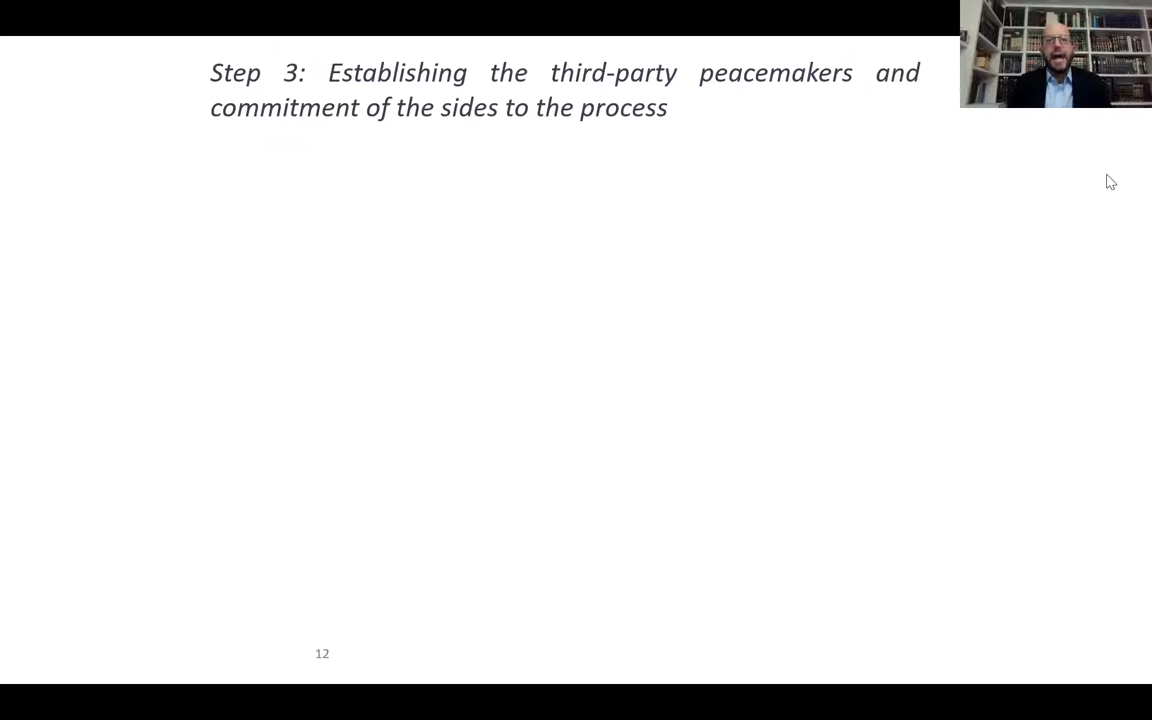 Step 3: Establishing the third-party peacemakers and
commitment of the sides to the process
12